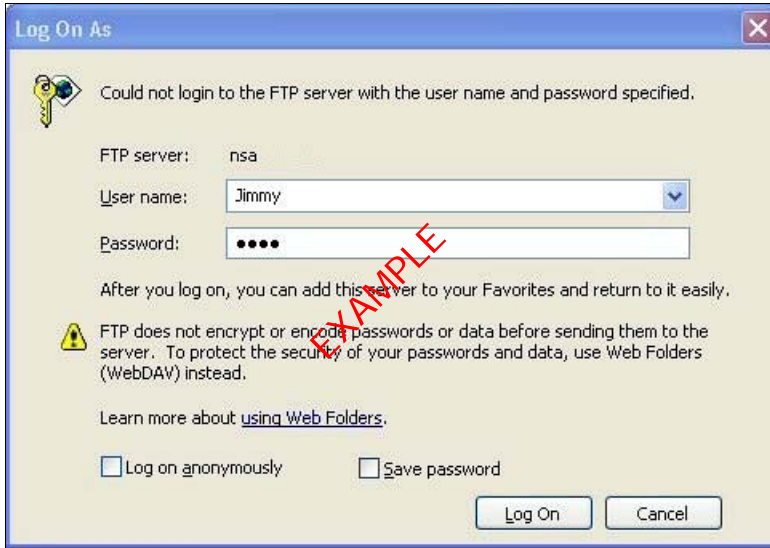 Log On As
Could not login to the FTP server with the user name and password specified.
FTP server: nsa
User name: Jimmy
Password: ●●●●
After you log on, you can add this server to your Favorites and return to it easily.
FTP does not encrypt or encode passwords or data before sending them to the
server. To protect the security of your passwords and data, use Web Folders
(WebDAV) instead.
EXAMPLE
Learn more about using Web Folders.
Log on anonymously Save password
Log On Cancel